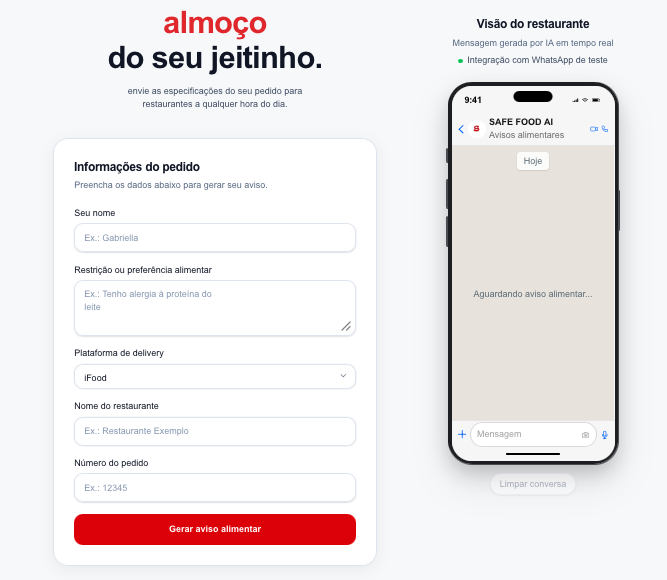 almoço
do seu jeitinho.
envie as especificações do seu pedido para
restaurantes a qualquer hora do dia.
Informações do pedido
Preencha os dados abaixo para gerar seu aviso.
Seu nome
Ex.: Gabriella
Restrição ou preferência alimentar
Ex.: Tenho alergia à proteína do
leite
Plataforma de delivery
iFood
Nome do restaurante
Ex.: Restaurante Exemplo
Número do pedido
Ex.: 12345
Gerar aviso alimentar
Visão do restaurante
Mensagem gerada por IA em tempo real
Integração com WhatsApp de teste
9:41
SAFE FOOD AI
Avisos alimentares
Hoje
Aguardando aviso alimentar...
Mensagem
Limpar conversa